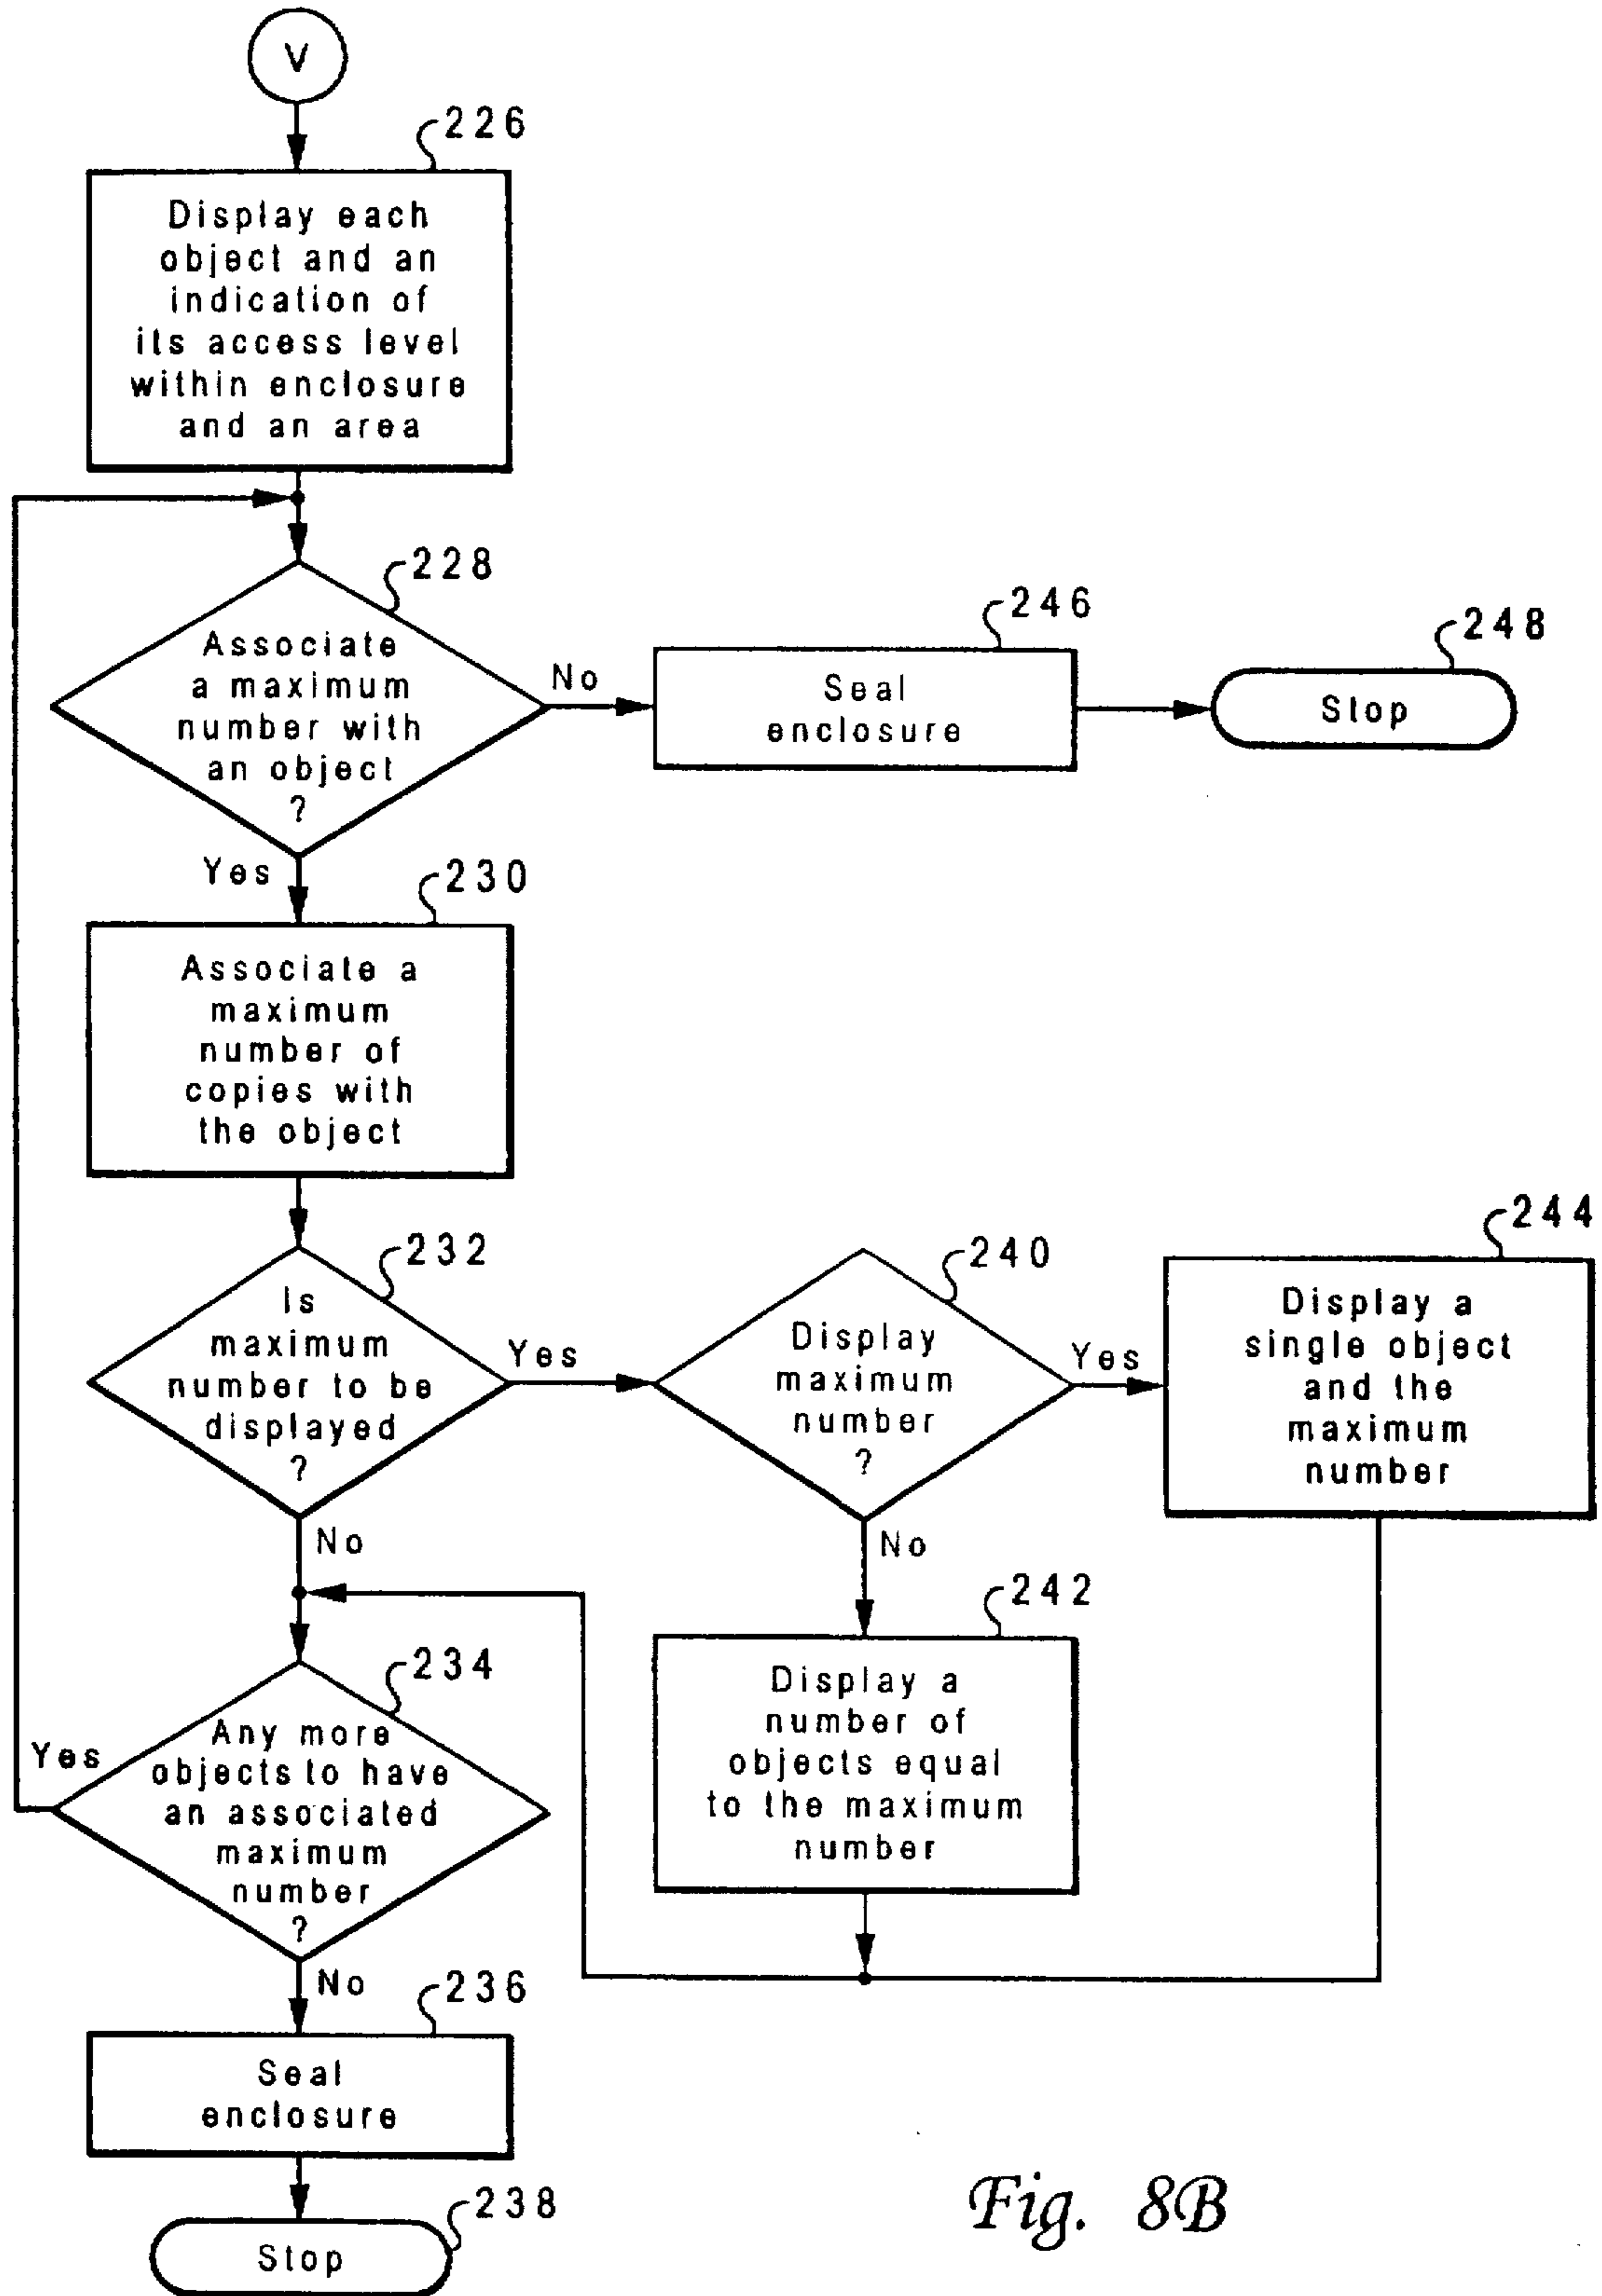 V
226
Display each
object and an
indication of
its access level
within enclosure
and an area
228
Associate
a maximum
number with
an object
?
No
246
Seal
enclosure
248
Stop
Yes
230
Associate a
maximum
number of
copies with
the object
232
Is
maximum
number to be
displayed
?
Yes
240
Display
maximum
number
?
Yes
244
Display a
single object
and the
maximum
number
No
No
242
Display a
number of
objects equal
to the maximum
number
234
Any more
objects to have
an associated
maximum
number
?
Yes
No
236
Seal
enclosure
238
Stop
Fig. 8B